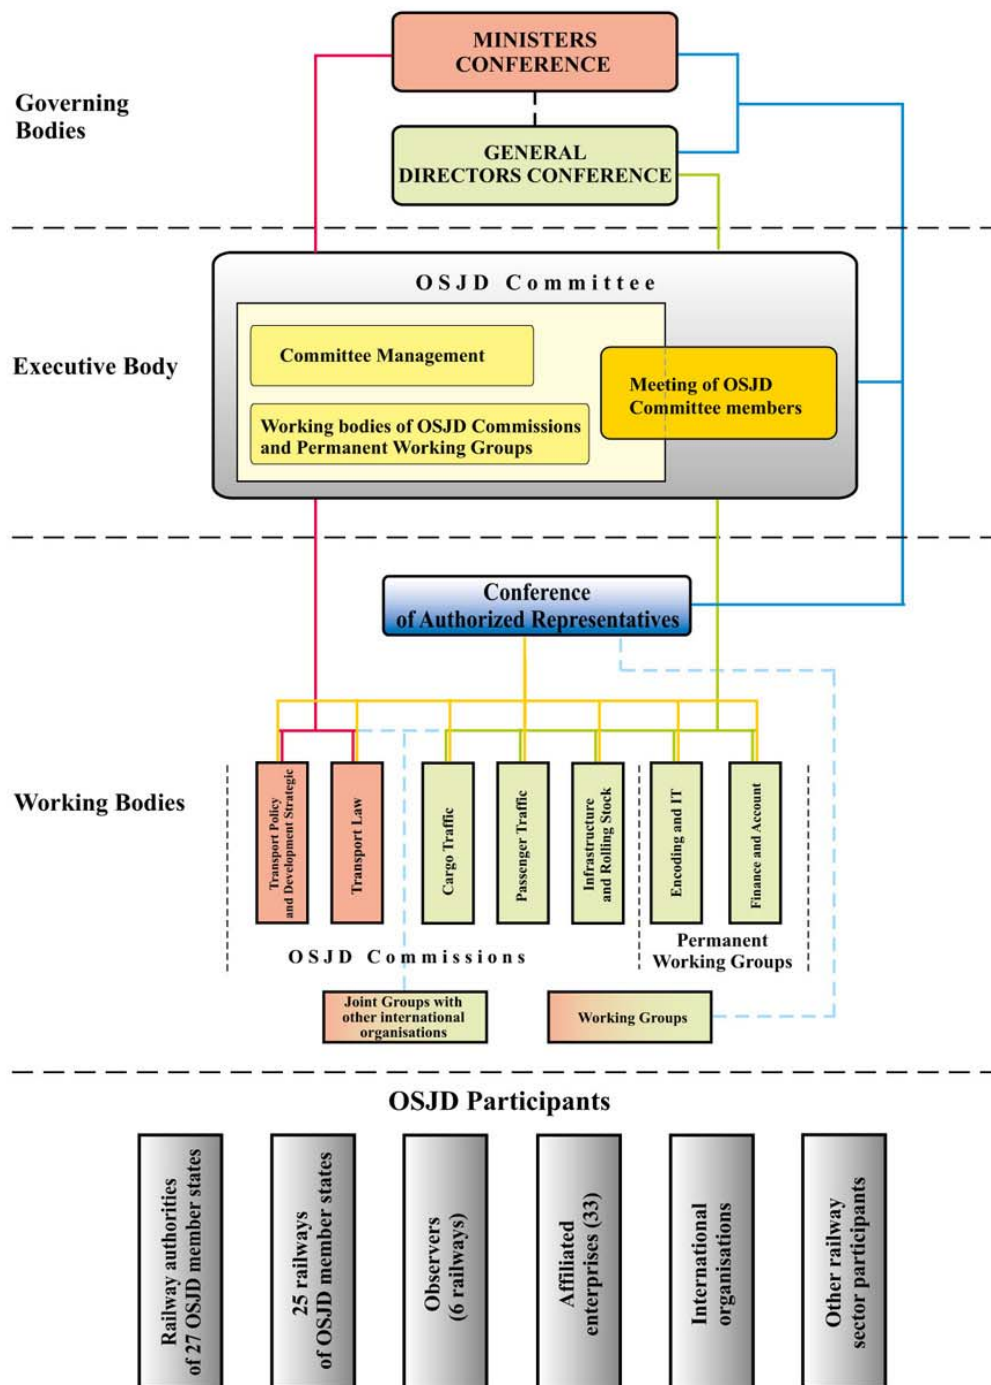 MINISTERS
CONFERENCE
Governing
Bodies
GENERAL
DIRECTORS CONFERENCE
OSJD Committee
Committee Management
Executive Body
Meeting of OSJD
Committee members
Working bodies of OSJD Commissions
and Permanent Working Groups
Conference
of Authorized Representatives
Working Bodies
Transport Policy
and Development Strategic
Transport Law
Cargo Traffic
Passenger Traffic
Infrastructure
and Rolling Stock
Encoding and IT
Finance and Account
OSJD Commissions
Permanent
Working Groups
Joint Groups with
other international
organisations
Working Groups
OSJD Participants
Railway authorities
of 27 OSJD member states
25 railways
of OSJD member states
Observers
(6 railways)
Affiliated
enterprises (33)
International
organisations
Other railway
sector participants